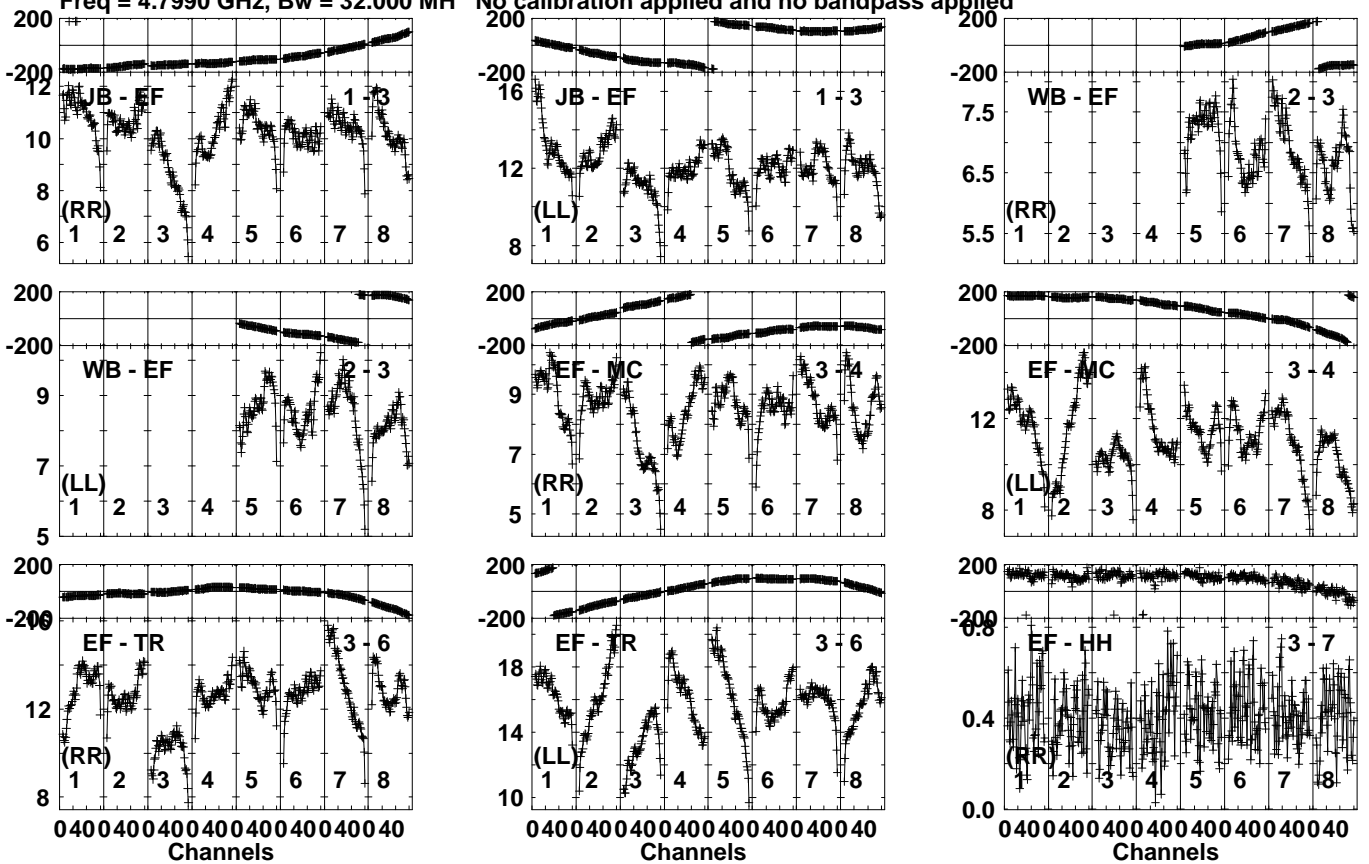 Freq = 4.7990 GHz, Bw = 32.000 MH No calibration applied and no bandpass applied
200
-200
12
10
8
6
JB - EF
1 - 3
(RR)
1 2 3 4 5 6 7 8
200
-200
16
12
8
JB - EF
1 - 3
(LL)
1 2 3 4 5 6 7 8
200
-200
7.5
6.5
5.5
WB - EF
2 - 3
(RR)
1 2 3 4 5 6 7 8
200
-200
9
7
5
WB - EF
2 - 3
(LL)
1 2 3 4 5 6 7 8
200
-200
9
7
5
EF - MC
3 - 4
(RR)
1 2 3 4 5 6 7 8
200
-200
12
8
EF - MC
3 - 4
(LL)
1 2 3 4 5 6 7 8
200
-200
16
12
8
EF - TR
3 - 6
(RR)
1 2 3 4 5 6 7 8
0 40 0 40 0 40 0 40 0 40 0 40 0 40 0 40
Channels
200
-200
18
14
10
EF - TR
3 - 6
(LL)
1 2 3 4 5 6 7 8
0 40 0 40 0 40 0 40 0 40 0 40 0 40 0 40
Channels
200
-200
0.8
0.4
0.0
EF - HH
3 - 7
(RR)
1 2 3 4 5 6 7 8
0 40 0 40 0 40 0 40 0 40 0 40 0 40 0 40
Channels